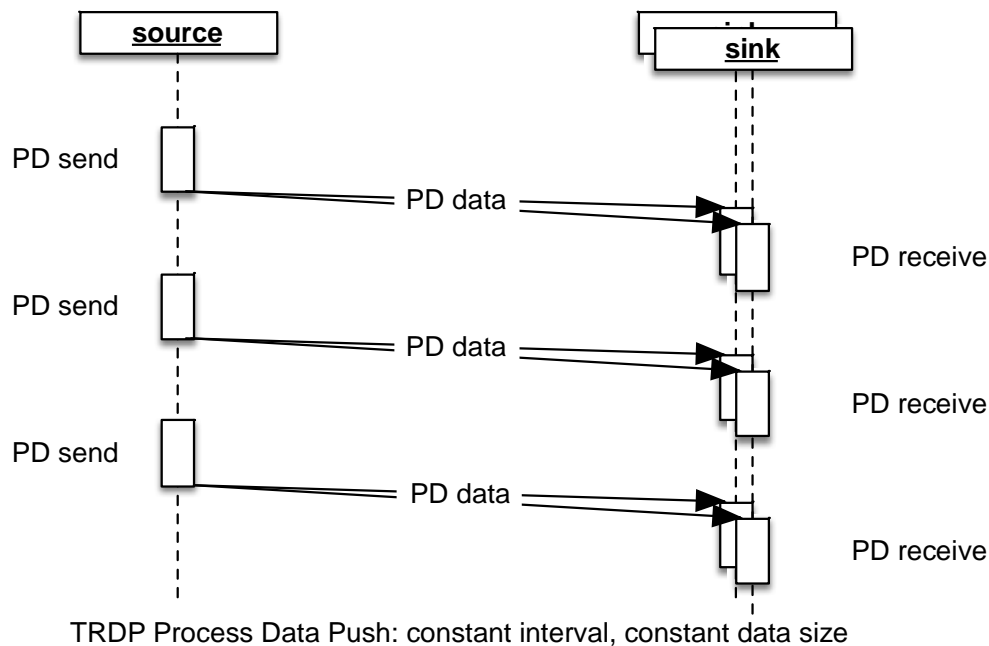 source
sink
PD send
PD data
PD receive
PD send
PD data
PD receive
PD send
PD data
PD receive
TRDP Process Data Push: constant interval, constant data size